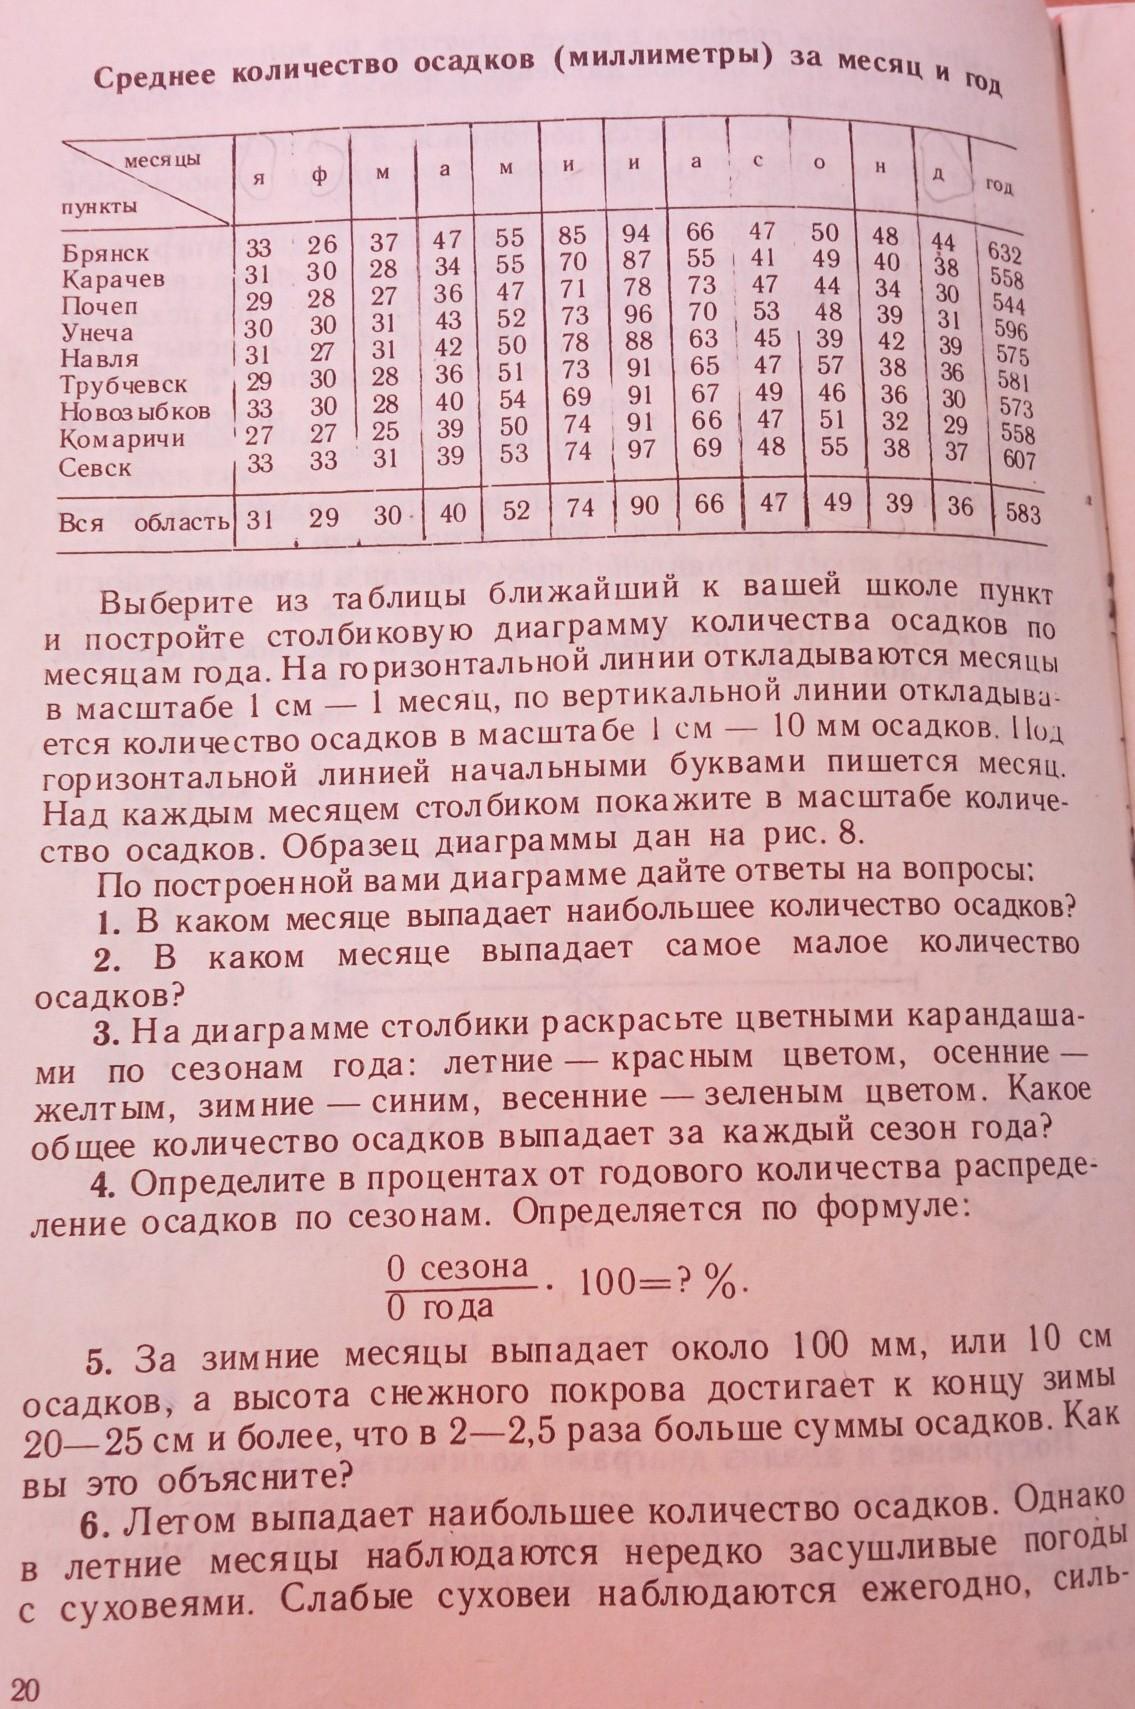 Среднее количество осадков (миллиметры) за месяц и год
месяцы я ф м а м и и а с о н д год
пункты
Брянск 33 26 37 47 55 85 94 66 47 50 48 44 632
Карачев 31 30 28 34 55 70 87 55 41 49 40 38 558
Почеп 29 28 27 36 47 71 78 73 47 44 34 30 544
Унеча 30 30 31 43 52 73 96 70 53 48 39 31 596
Навля 31 27 31 42 50 78 88 63 45 39 42 39 575
Трубчевск 29 30 28 36 51 73 91 65 47 57 38 36 581
Новозыбков 33 30 28 40 54 69 91 67 49 46 36 30 573
Комаричи 27 27 25 39 50 74 91 66 47 51 32 29 558
Севск 33 33 31 39 53 74 97 69 48 55 38 37 607
Вся область 31 29 30 40 52 74 90 66 47 49 39 36 583
Выберите из таблицы ближайший к вашей школе пункт
и постройте столбиковую диаграмму количества осадков по
месяцам года. На горизонтальной линии откладываются месяцы
в масштабе 1 см — 1 месяц, по вертикальной линии откладыва-
ется количество осадков в масштабе 1 см — 10 мм осадков. Под
горизонтальной линией начальными буквами пишется месяц.
Над каждым месяцем столбиком покажите в масштабе количе-
ство осадков. Образец диаграммы дан на рис. 8.
По построенной вами диаграмме дайте ответы на вопросы:
1. В каком месяце выпадает наибольшее количество осадков?
2. В каком месяце выпадает самое малое количество
осадков?
3. На диаграмме столбики раскрасьте цветными карандаша-
ми по сезонам года: летние — красным цветом, осенние —
желтым, зимние — синим, весенние — зеленым цветом. Какое
общее количество осадков выпадает за каждый сезон года?
4. Определите в процентах от годового количества распреде-
ление осадков по сезонам. Определяется по формуле:
0 сезона
0 года · 100=? %.
5. За зимние месяцы выпадает около 100 мм, или 10 см
осадков, а высота снежного покрова достигает к концу зимы
20—25 см и более, что в 2—2,5 раза больше суммы осадков. Как
вы это объясните?
6. Летом выпадает наибольшее количество осадков. Однако
в летние месяцы наблюдаются нередко засушливые погоды
с суховеями. Слабые суховеи наблюдаются ежегодно, силь-
20